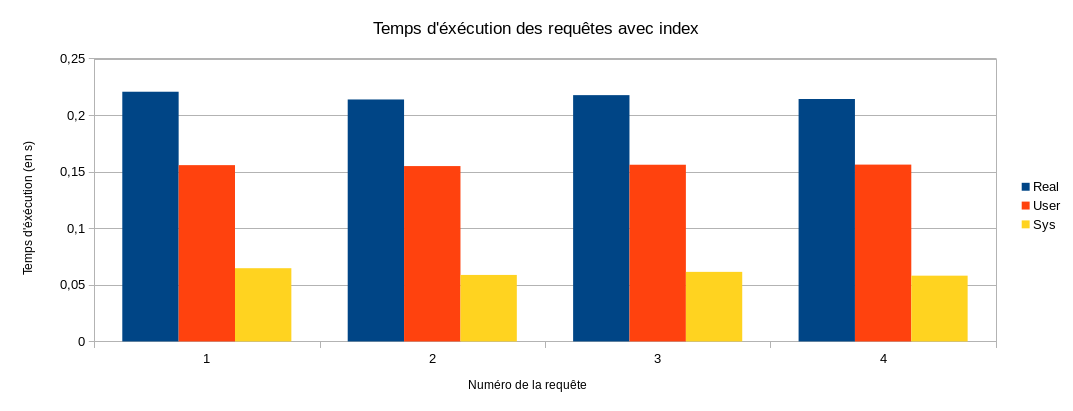 Temps d'éxécution des requêtes avec index
0,25
0,2
0,15
0,1
0,05
0
Temps d'éxécution (en s)
1 2 3 4
Numéro de la requête
Real
User
Sys